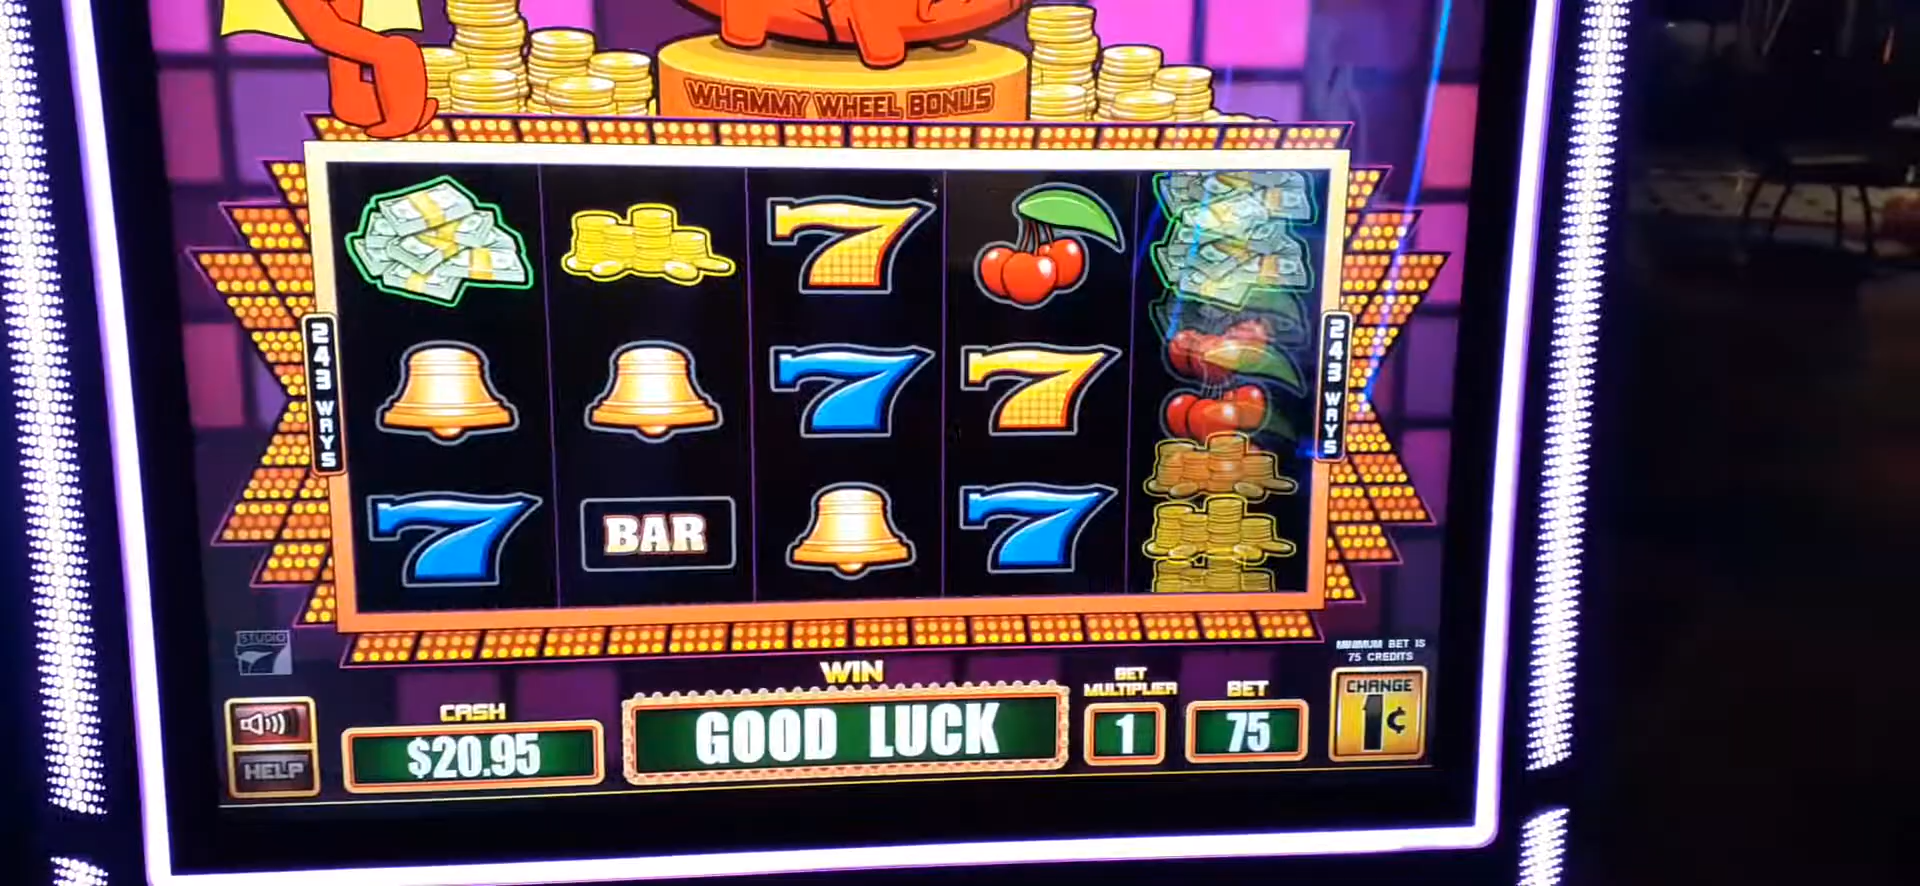 WHAMMY WHEEL BONUS
243 WAYS
243 WAYS
BAR
STUDIO
MINIMUM BET IS
75 CREDITS
WIN
BET
MULTIPLIER
BET
CHANGE
1¢
CASH
GOOD LUCK
1
75
$20.95
HELP